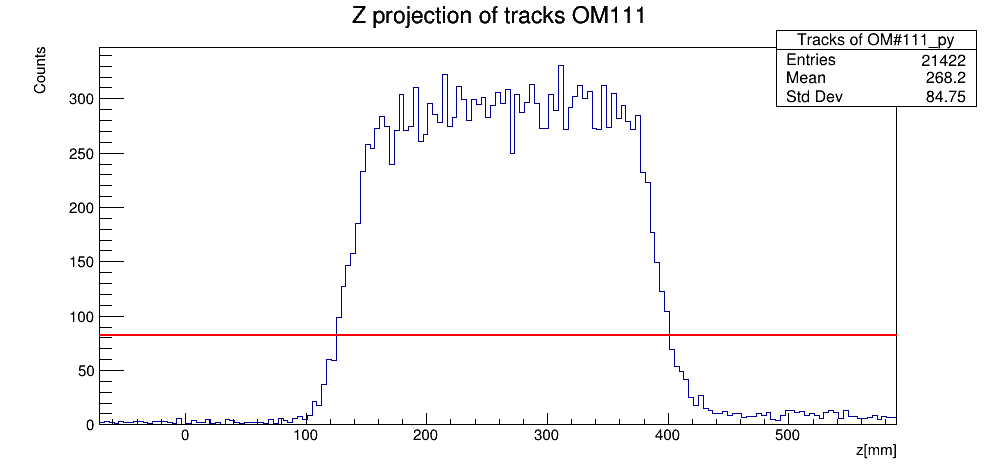 Z projection of tracks OM111
Tracks of OM#111_py
Entries 21422
Mean 268.2
Std Dev 84.75
Counts
300
250
200
150
100
50
0
0 100 200 300 400 500
z[mm]